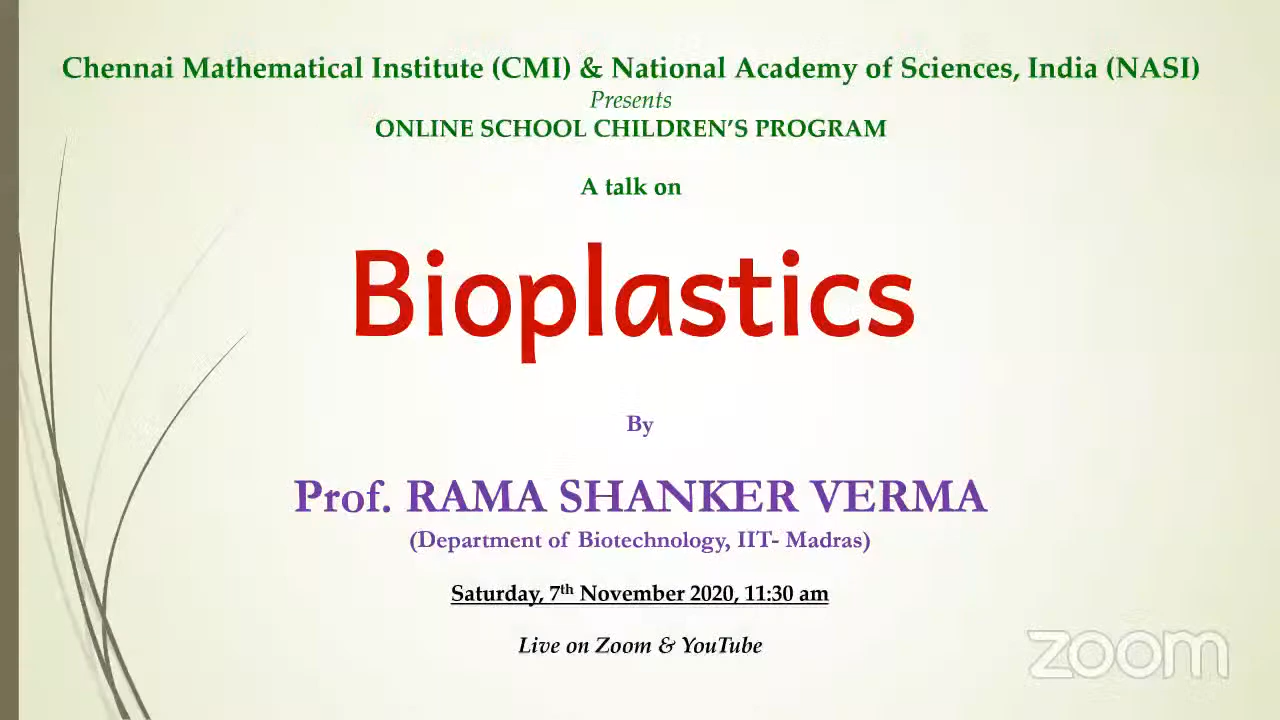 Chennai Mathematical Institute (CMI) & National Academy of Sciences, India (NASI)
Presents
ONLINE SCHOOL CHILDREN’S PROGRAM
A talk on
Bioplastics
By
Prof. RAMA SHANKER VERMA
(Department of Biotechnology, IIT- Madras)
Saturday, 7th November 2020, 11:30 am
Live on Zoom & YouTube
zoom